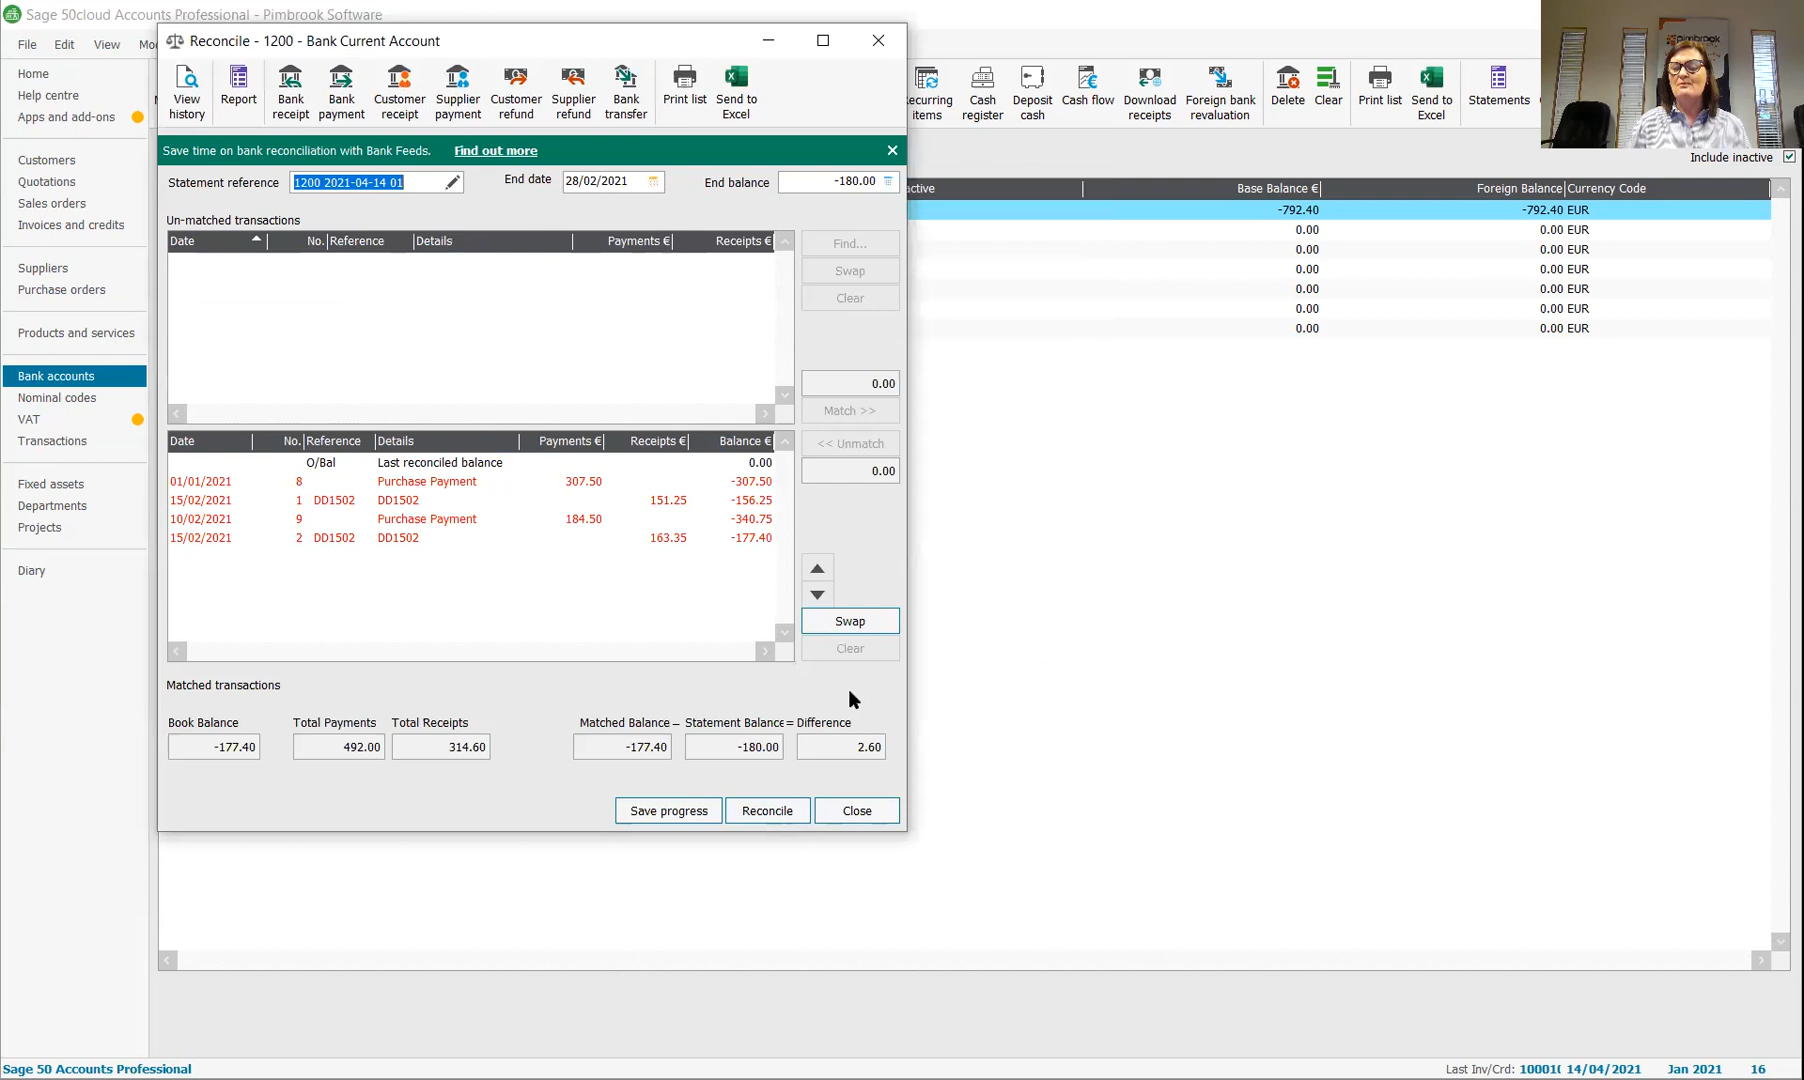 Sage 50cloud Accounts Professional - Pimbrook Software
File Edit View Mod
Home
Help centre
Apps and add-ons
Customers
Quotations
Sales orders
Invoices and credits
Suppliers
Purchase orders
Products and services
Bank accounts
Nominal codes
VAT
Transactions
Fixed assets
Departments
Projects
Diary
Reconcile - 1200 - Bank Current Account
View history
Report
Bank receipt
Bank payment
Customer receipt
Supplier payment
Customer refund
Supplier refund
Bank transfer
Print list
Send to Excel
Save time on bank reconciliation with Bank Feeds. Find out more
Statement reference 1200 2021-04-14 01 End date 28/02/2021 End balance -180.00
Un-matched transactions
Date No. Reference Details Payments € Receipts €
Find...
Swap
Clear
0.00
Match >>
<< Unmatch
0.00
Date No. Reference Details Payments € Receipts € Balance €
O/Bal Last reconciled balance 0.00
01/01/2021 8 Purchase Payment 307.50 -307.50
15/02/2021 1 DD1502 DD1502 151.25 -156.25
10/02/2021 9 Purchase Payment 184.50 -340.75
15/02/2021 2 DD1502 DD1502 163.35 -177.40
Swap
Clear
Matched transactions
Book Balance Total Payments Total Receipts Matched Balance – Statement Balance = Difference
-177.40 492.00 314.60 -177.40 -180.00 2.60
Save progress Reconcile Close
ecurring items
Cash register
Deposit cash
Cash flow
Download receipts
Foreign bank revaluation
Delete
Clear
Print list
Send to Excel
Statements
Pimbrook
Include inactive
active Base Balance € Foreign Balance Currency Code
-792.40 -792.40 EUR
0.00 0.00 EUR
0.00 0.00 EUR
0.00 0.00 EUR
0.00 0.00 EUR
0.00 0.00 EUR
0.00 0.00 EUR
Sage 50 Accounts Professional
Last Inv/Crd: 10001( 14/04/2021 Jan 2021 16